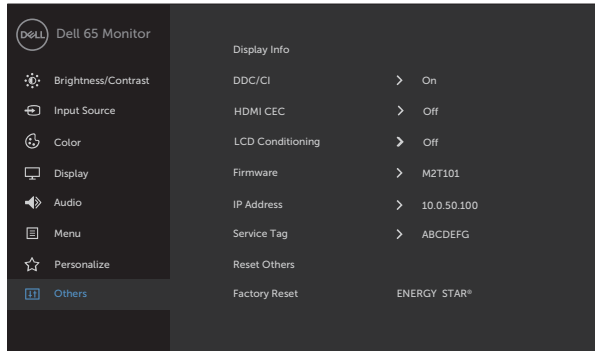 DELL Dell 65 Monitor
Display Info
Brightness/Contrast DDC/CI > On
Input Source HDMI CEC > Off
Color LCD Conditioning > Off
Display Firmware > M2T101
Audio IP Address > 10.0.50.100
Menu Service Tag > ABCDEFG
Personalize Reset Others
Others Factory Reset ENERGY STAR®